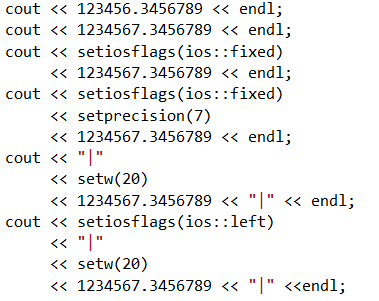 cout << 123456.3456789 << endl;
cout << 1234567.3456789 << endl;
cout << setiosflags(ios::fixed)
     << 1234567.3456789 << endl;
cout << setiosflags(ios::fixed)
     << setprecision(7)
     << 1234567.3456789 << endl;
cout << "|"
     << setw(20)
     << 1234567.3456789 << "|" << endl;
cout << setiosflags(ios::left)
     << "|"
     << setw(20)
     << 1234567.3456789 << "|" <<endl;